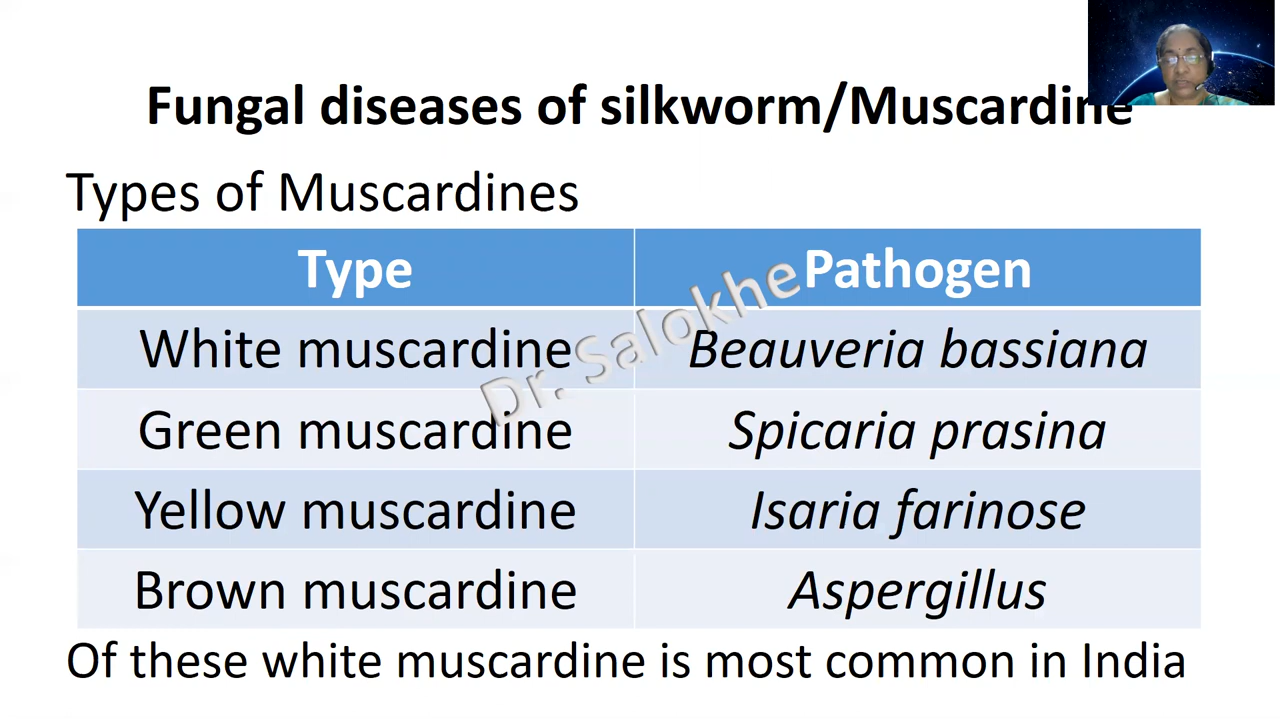 Fungal diseases of silkworm/Muscardine
Types of Muscardines
Type Pathogen
White muscardine Beauveria bassiana
Green muscardine Spicaria prasina
Yellow muscardine Isaria farinose
Brown muscardine Aspergillus
Of these white muscardine is most common in India
Dr. Salokhe